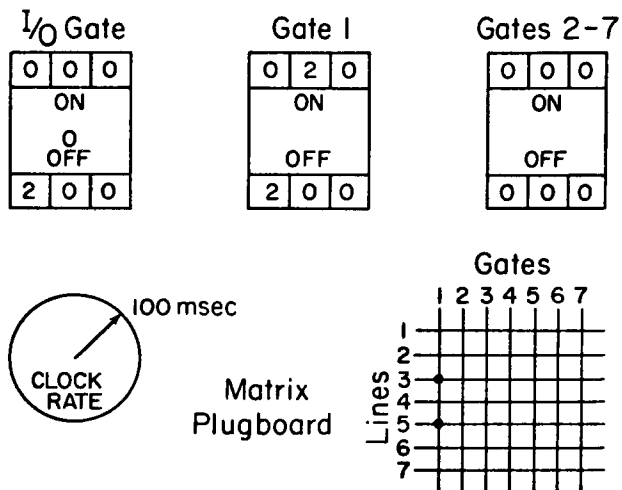 I/O Gate
0 0 0
ON
0
OFF
2 0 0
Gate 1
0 2 0
ON
OFF
2 0 0
Gates 2-7
0 0 0
ON
OFF
0 0 0
100 msec
CLOCK
RATE
Matrix
Plugboard
Gates
1 2 3 4 5 6 7
Lines
1
2
3
4
5
6
7